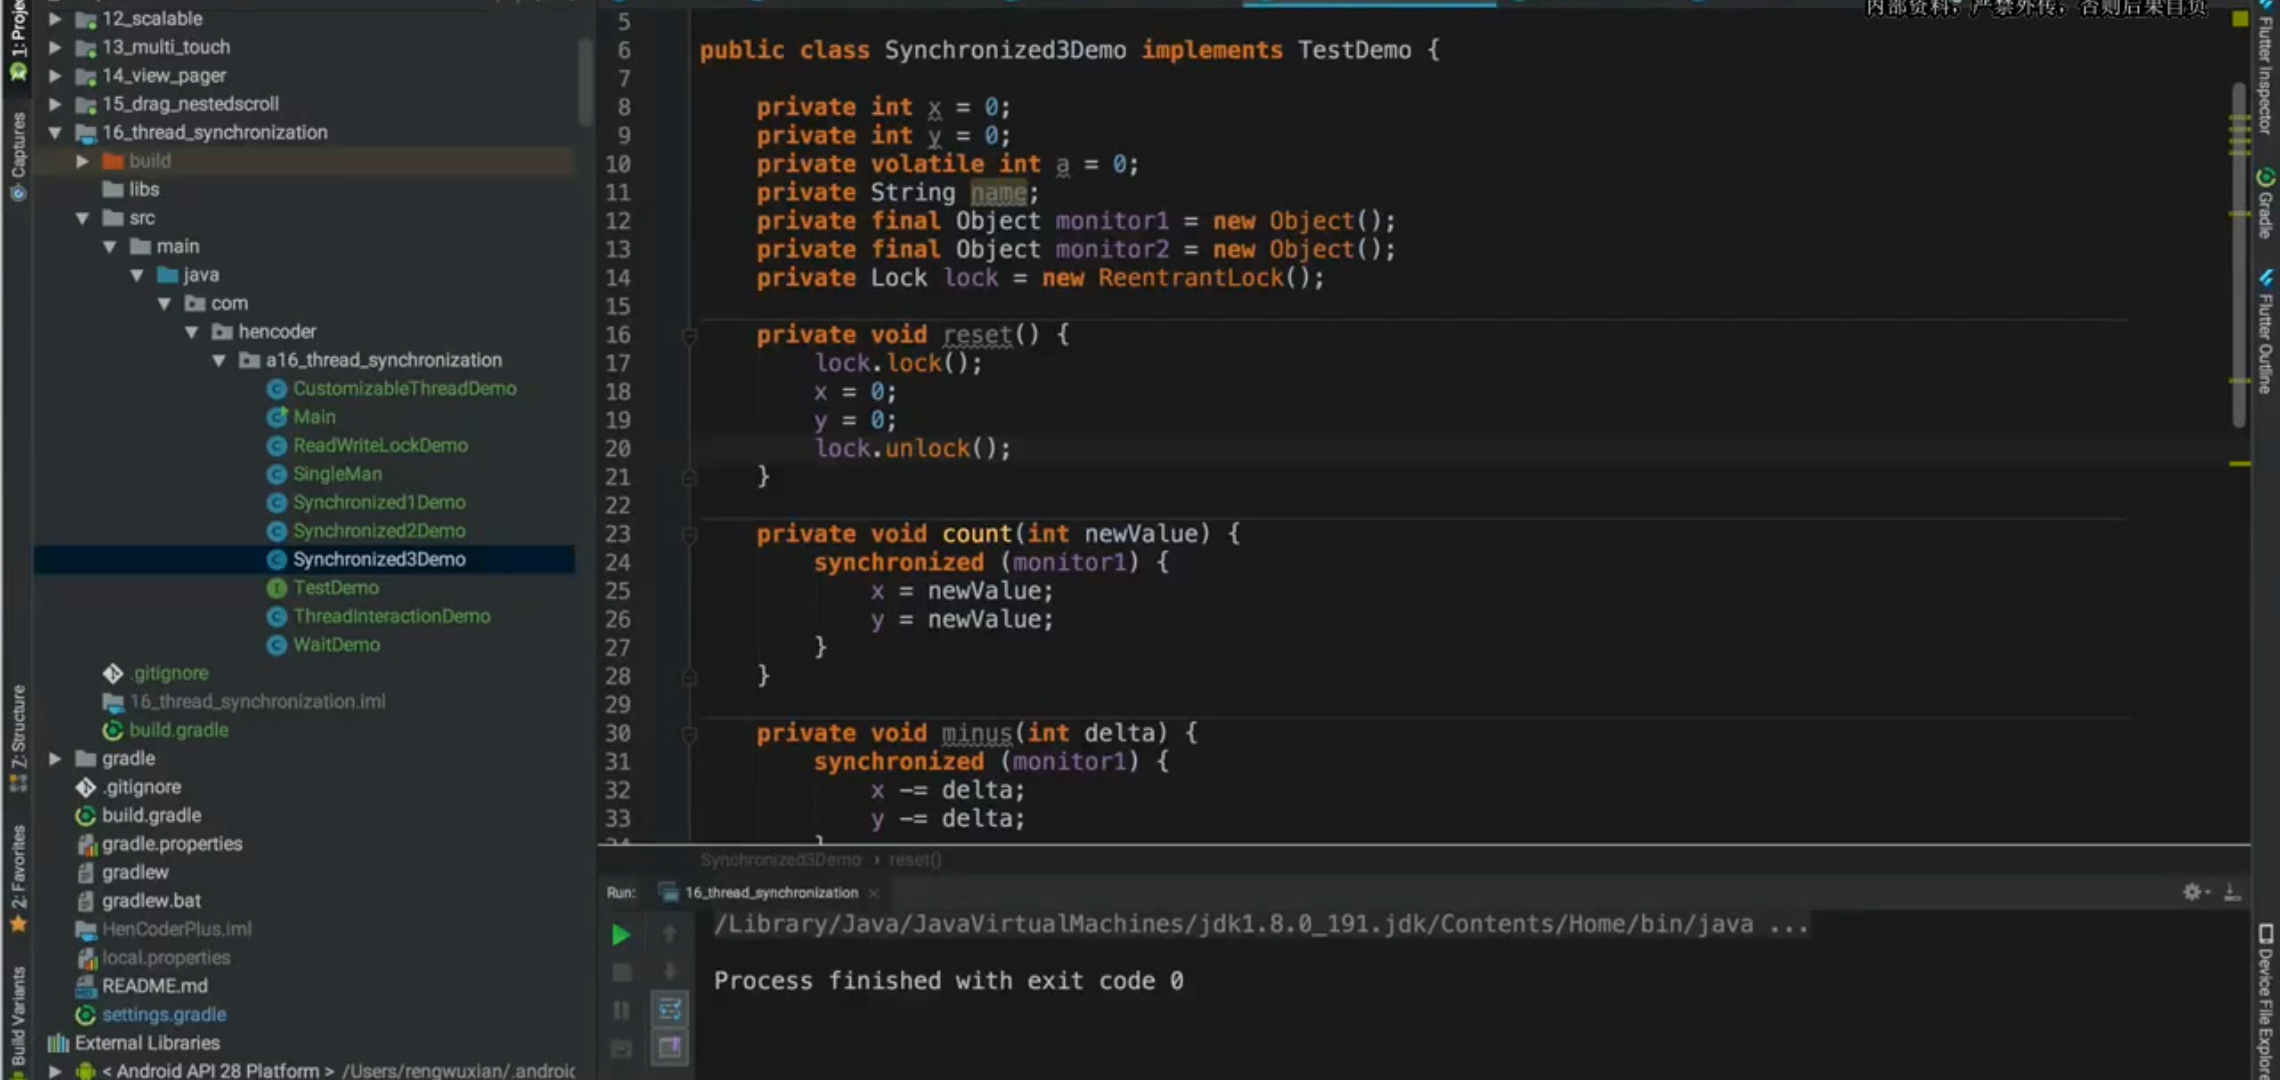 内部资料，严禁外传，否则后果自负
1: Project
Captures
7: Structure
2: Favorites
Build Variants
12_scalable
13_multi_touch
14_view_pager
15_drag_nestedscroll
16_thread_synchronization
build
libs
src
main
java
com
hencoder
a16_thread_synchronization
CustomizableThreadDemo
Main
ReadWriteLockDemo
SingleMan
Synchronized1Demo
Synchronized2Demo
Synchronized3Demo
TestDemo
ThreadInteractionDemo
WaitDemo
.gitignore
16_thread_synchronization.iml
build.gradle
gradle
.gitignore
build.gradle
gradle.properties
gradlew
gradlew.bat
HenCoderPlus.iml
local.properties
README.md
settings.gradle
External Libraries
< Android API 28 Platform > /Users/rengwuxian/.android
5
6 public class Synchronized3Demo implements TestDemo {
7
8 private int x = 0;
9 private int y = 0;
10 private volatile int a = 0;
11 private String name;
12 private final Object monitor1 = new Object();
13 private final Object monitor2 = new Object();
14 private Lock lock = new ReentrantLock();
15
16 private void reset() {
17 lock.lock();
18 x = 0;
19 y = 0;
20 lock.unlock();
21 }
22
23 private void count(int newValue) {
24 synchronized (monitor1) {
25 x = newValue;
26 y = newValue;
27 }
28 }
29
30 private void minus(int delta) {
31 synchronized (monitor1) {
32 x -= delta;
33 y -= delta;
34 }
Synchronized3Demo › reset()
Run: 16_thread_synchronization ×
/Library/Java/JavaVirtualMachines/jdk1.8.0_191.jdk/Contents/Home/bin/java ...
Process finished with exit code 0
Flutter Inspector
Gradle
Flutter Outline
Device File Explorer